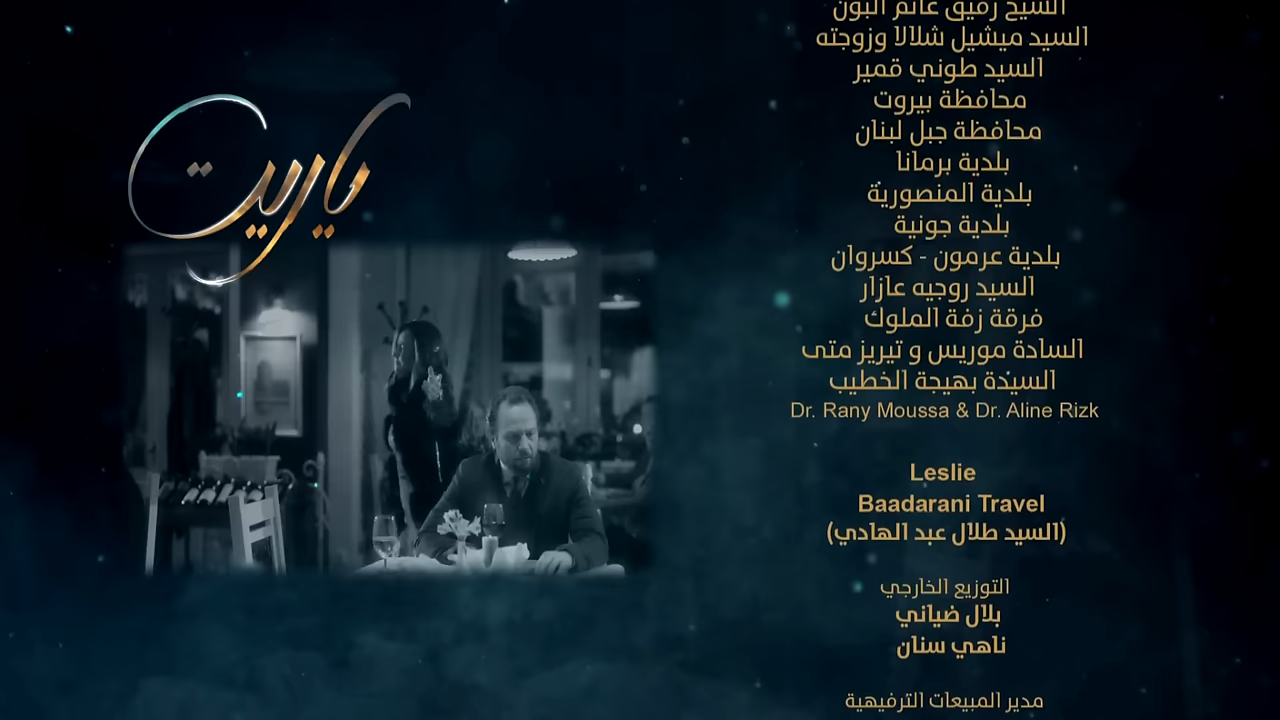 ياريت
السيد ميشيل شلالا وزوجته
السيد طوني قمير
محافظة بيروت
محافظة جبل لبنان
بلدية برمانا
بلدية المنصورية
بلدية جونية
بلدية عرمون - كسروان
السيد روجيه عازار
فرقة زفة الملوك
السادة موريس و تيريز متى
السيدة بهيجة الخطيب
Dr. Rany Moussa & Dr. Aline Rizk
Leslie
Baadarani Travel
(السيد طلال عبد الهادي)
التوزيع الخارجي
بلال ضياني
ناهي سنان
مدير المبيعات الترفيهية